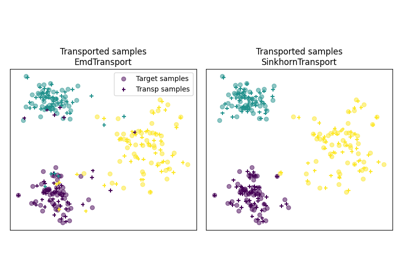 Transported samples
EmdTransport
Target samples
Transp samples
Transported samples
SinkhornTransport